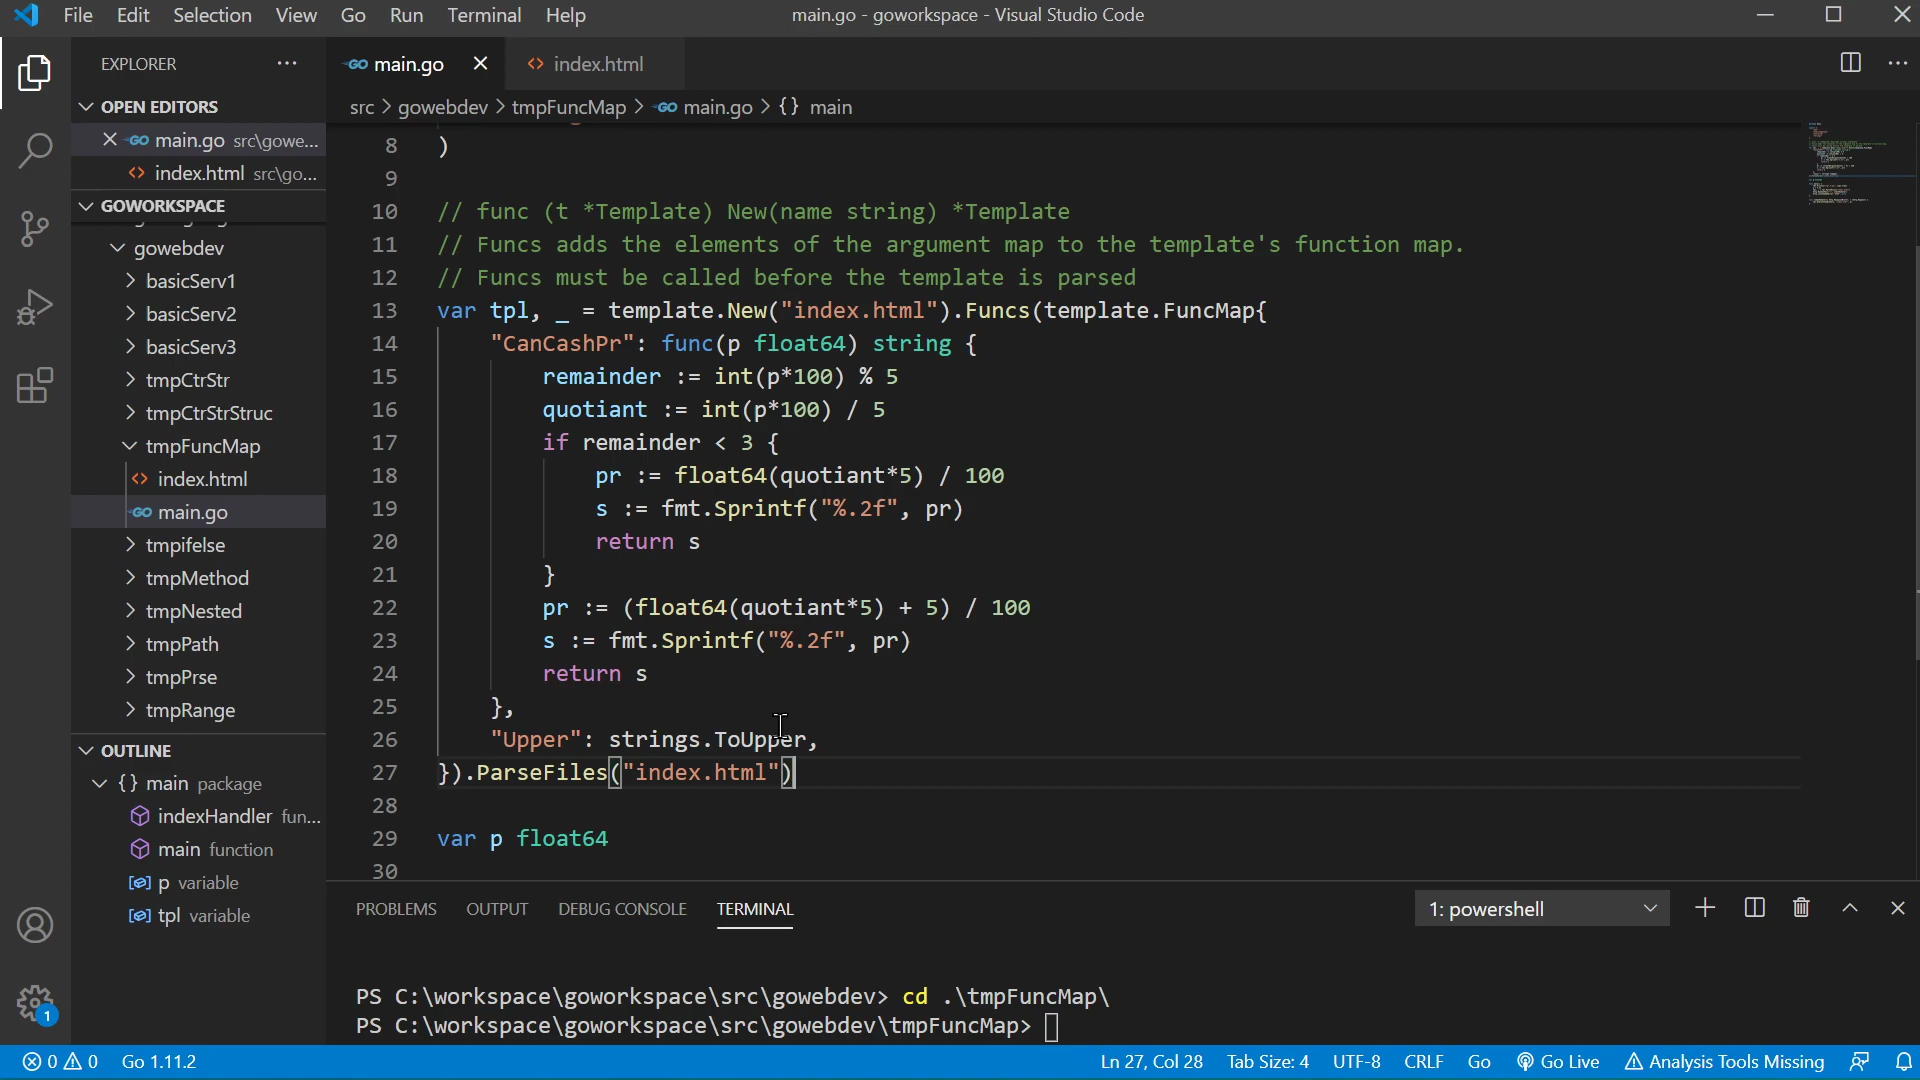 File Edit Selection View Go Run Terminal Help
main.go - goworkspace - Visual Studio Code
EXPLORER
OPEN EDITORS
main.go src\gowe...
index.html src\go...
GOWORKSPACE
gowebdev
basicServ1
basicServ2
basicServ3
tmpCtrStr
tmpCtrStrStruc
tmpFuncMap
index.html
GO main.go
tmpifelse
tmpMethod
tmpNested
tmpPath
tmpPrse
tmpRange
OUTLINE
{} main package
indexHandler fun...
main function
p variable
tpl variable
GO main.go
index.html
src > gowebdev > tmpFuncMap > GO main.go > {} main
8 )
9
10 // func (t *Template) New(name string) *Template
11 // Funcs adds the elements of the argument map to the template's function map.
12 // Funcs must be called before the template is parsed
13 var tpl, _ = template.New("index.html").Funcs(template.FuncMap{
14 "CanCashPr": func(p float64) string {
15 remainder := int(p*100) % 5
16 quotiant := int(p*100) / 5
17 if remainder < 3 {
18 pr := float64(quotiant*5) / 100
19 s := fmt.Sprintf("%.2f", pr)
20 return s
21 }
22 pr := (float64(quotiant*5) + 5) / 100
23 s := fmt.Sprintf("%.2f", pr)
24 return s
25 },
26 "Upper": strings.ToUpper,
27 }).ParseFiles("index.html")
28
29 var p float64
30
PROBLEMS OUTPUT DEBUG CONSOLE TERMINAL
1: powershell
PS C:\workspace\goworkspace\src\gowebdev> cd .\tmpFuncMap\
PS C:\workspace\goworkspace\src\gowebdev\tmpFuncMap>
1
0 0 Go 1.11.2
Ln 27, Col 28 Tab Size: 4 UTF-8 CRLF Go Go Live Analysis Tools Missing